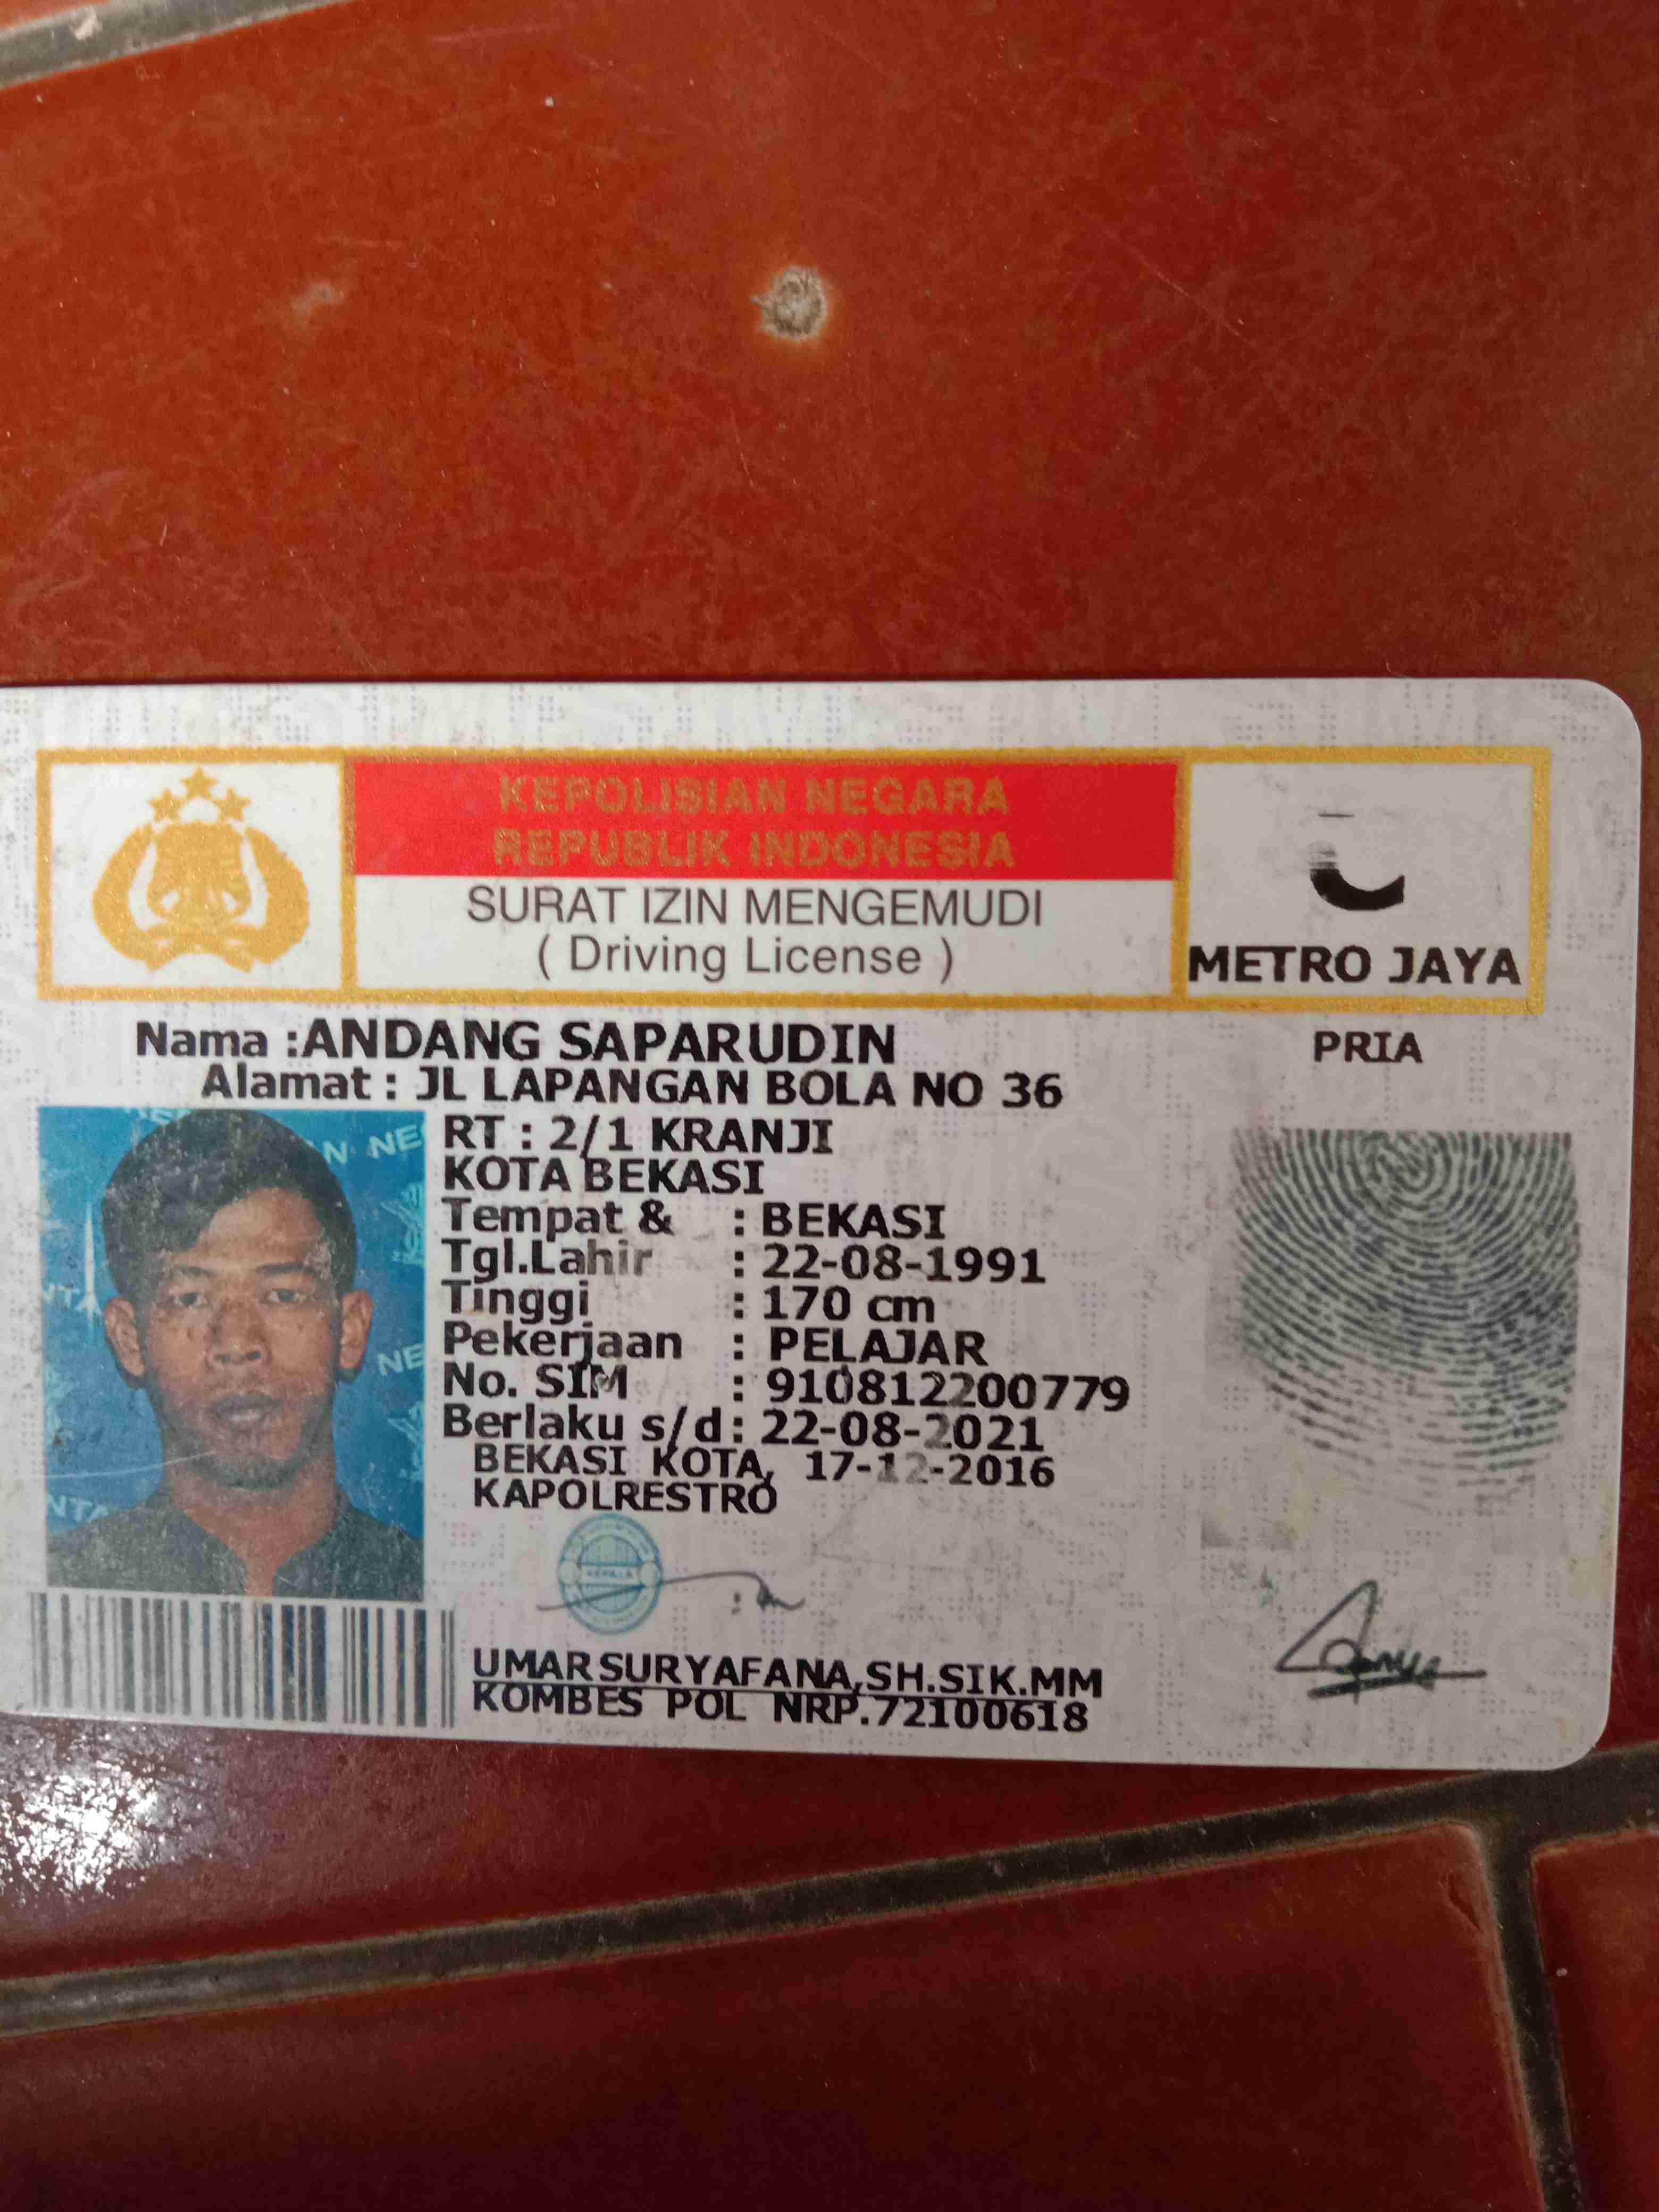 KEPOLISIAN NEGARA
REPUBLIK INDONESIA
SURAT IZIN MENGEMUDI
( Driving License )
METRO JAYA
Nama :ANDANG SAPARUDIN
PRIA
Alamat : JL LAPANGAN BOLA NO 36
RT : 2/1 KRANJI
KOTA BEKASI
Tempat & : BEKASI
Tgl.Lahir : 22-08-1991
Tinggi : 170 cm
Pekerjaan : PELAJAR
No. SIM : 910812200779
Berlaku s/d : 22-08-2021
BEKASI KOTA, 17-12-2016
KAPOLRESTRO
KEPALA
UMAR SURYAFANA,SH.SIK.MM
KOMBES POL NRP.72100618